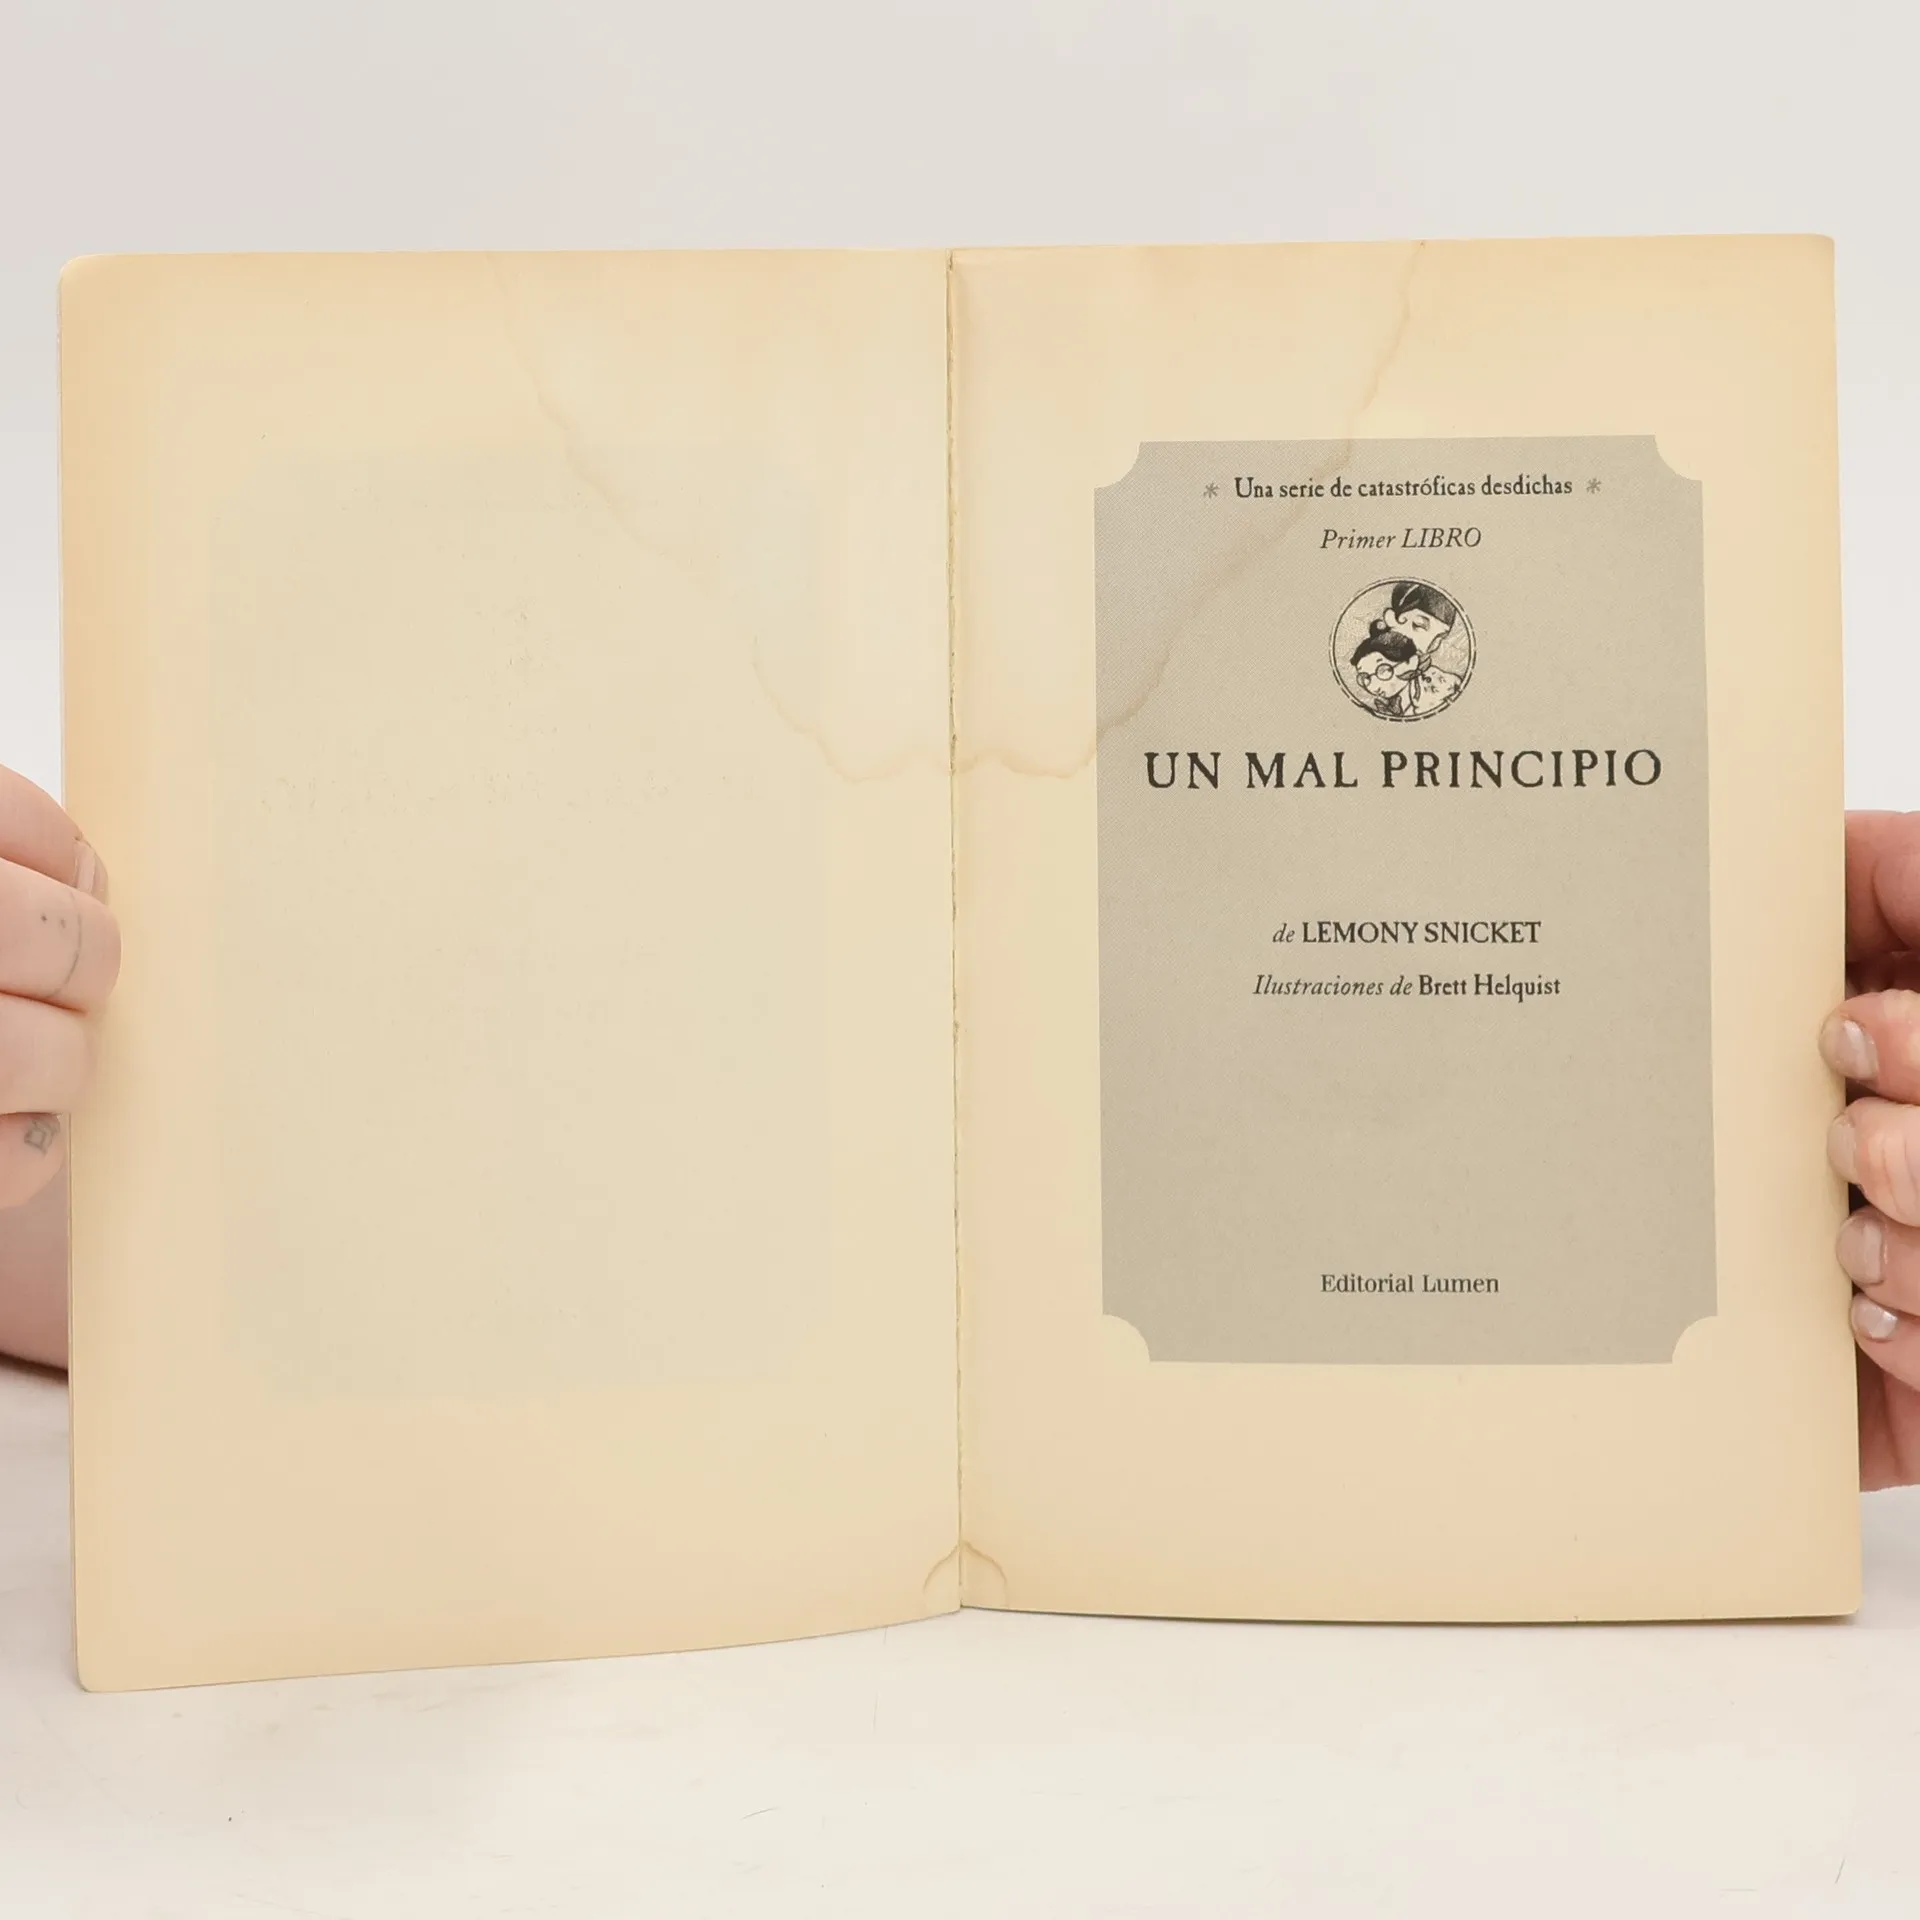 * Una serie de catastróficas desdichas *
Primer LIBRO
UN MAL PRINCIPIO
de LEMONY SNICKET
Ilustraciones de Brett Helquist
Editorial Lumen